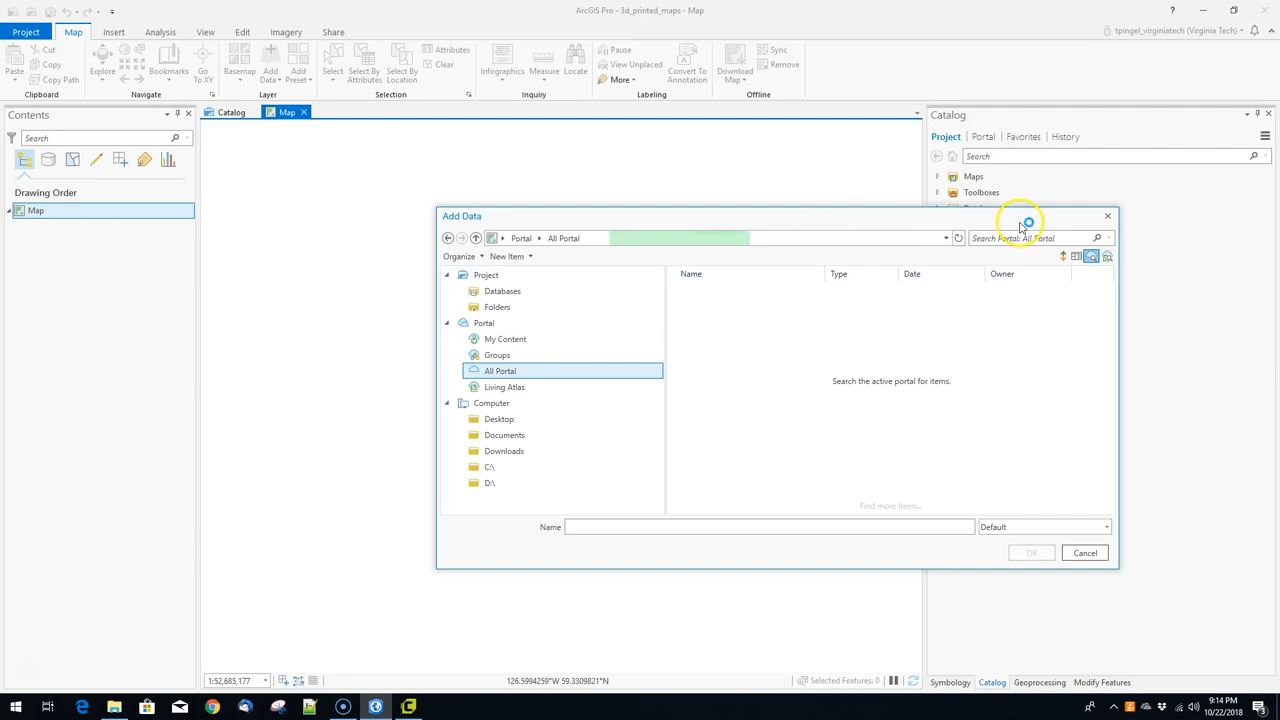 ArcGIS Pro - 3d_printed_maps - Map
Project Map Insert Analysis View Edit Imagery Share
tpingel_virginiatech (Virginia Tech)
Paste
Cut
Copy
Copy Path
Clipboard
Explore
Bookmarks
Go To XY
Navigate
Basemap
Add Data
Add Preset
Layer
Select
Select By Attributes
Select By Location
Attributes
Clear
Selection
Infographics
Measure
Locate
Inquiry
Pause
View Unplaced
More
Convert To Annotation
Labeling
Download Map
Sync
Remove
Offline
Contents
Search
Drawing Order
Map
Catalog
Map
Catalog
Project Portal Favorites History
Search
Maps
Toolboxes
Add Data
Portal All Portal
Search Portal: All Portal
Organize New Item
Project
Databases
Folders
Portal
My Content
Groups
All Portal
Living Atlas
Computer
Desktop
Documents
Downloads
C:\
D:\
Name Type Date Owner
Search the active portal for items.
Find more items...
Name
Default
OK Cancel
1:52,685,177
126.5994259°W 59.3309821°N
Selected Features: 0
Symbology Catalog Geoprocessing Modify Features
9:14 PM
10/22/2018